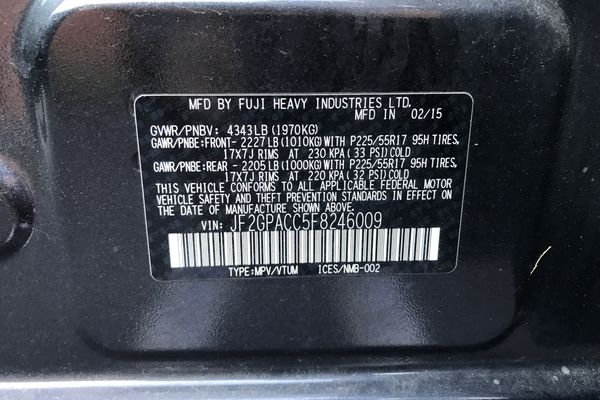 MFD BY FUJI HEAVY INDUSTRIES LTD.
MFD IN 02/15
GVWR/PNBV: 4343LB (1970KG)
GAWR/PNBE:FRONT- 2227LB (1010KG) WITH P225/55R17 95H TIRES,
17X7J RIMS AT 230 KPA (33 PSI) COLD
GAWR/PNBE:REAR - 2205LB (1000KG) WITH P225/55R17 95H TIRES,
17X7J RIMS AT 220 KPA (32 PSI) COLD
THIS VEHICLE CONFORMS TO ALL APPLICABLE FEDERAL MOTOR
VEHICLE SAFETY AND THEFT PREVENTION STANDARDS IN EFFECT ON
THE DATE OF MANUFACTURE SHOWN ABOVE.
VIN: JF2GPACC5F8246009
TYPE:MPV/VTUM ICES/NMB-002